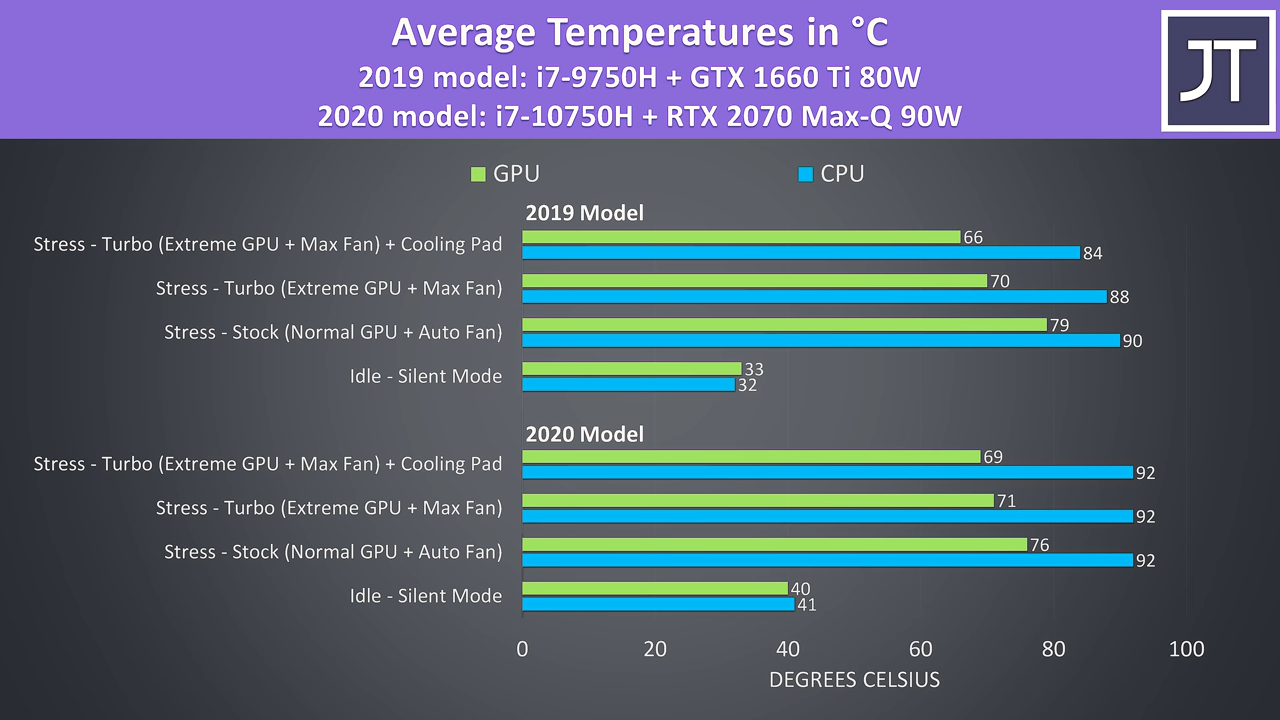 Average Temperatures in °C
2019 model: i7-9750H + GTX 1660 Ti 80W
2020 model: i7-10750H + RTX 2070 Max-Q 90W
JT
GPU
CPU
2019 Model
Stress - Turbo (Extreme GPU + Max Fan) + Cooling Pad
66
84
Stress - Turbo (Extreme GPU + Max Fan)
70
88
Stress - Stock (Normal GPU + Auto Fan)
79
90
Idle - Silent Mode
33
32
2020 Model
Stress - Turbo (Extreme GPU + Max Fan) + Cooling Pad
69
92
Stress - Turbo (Extreme GPU + Max Fan)
71
92
Stress - Stock (Normal GPU + Auto Fan)
76
92
Idle - Silent Mode
40
41
0 20 40 60 80 100
DEGREES CELSIUS